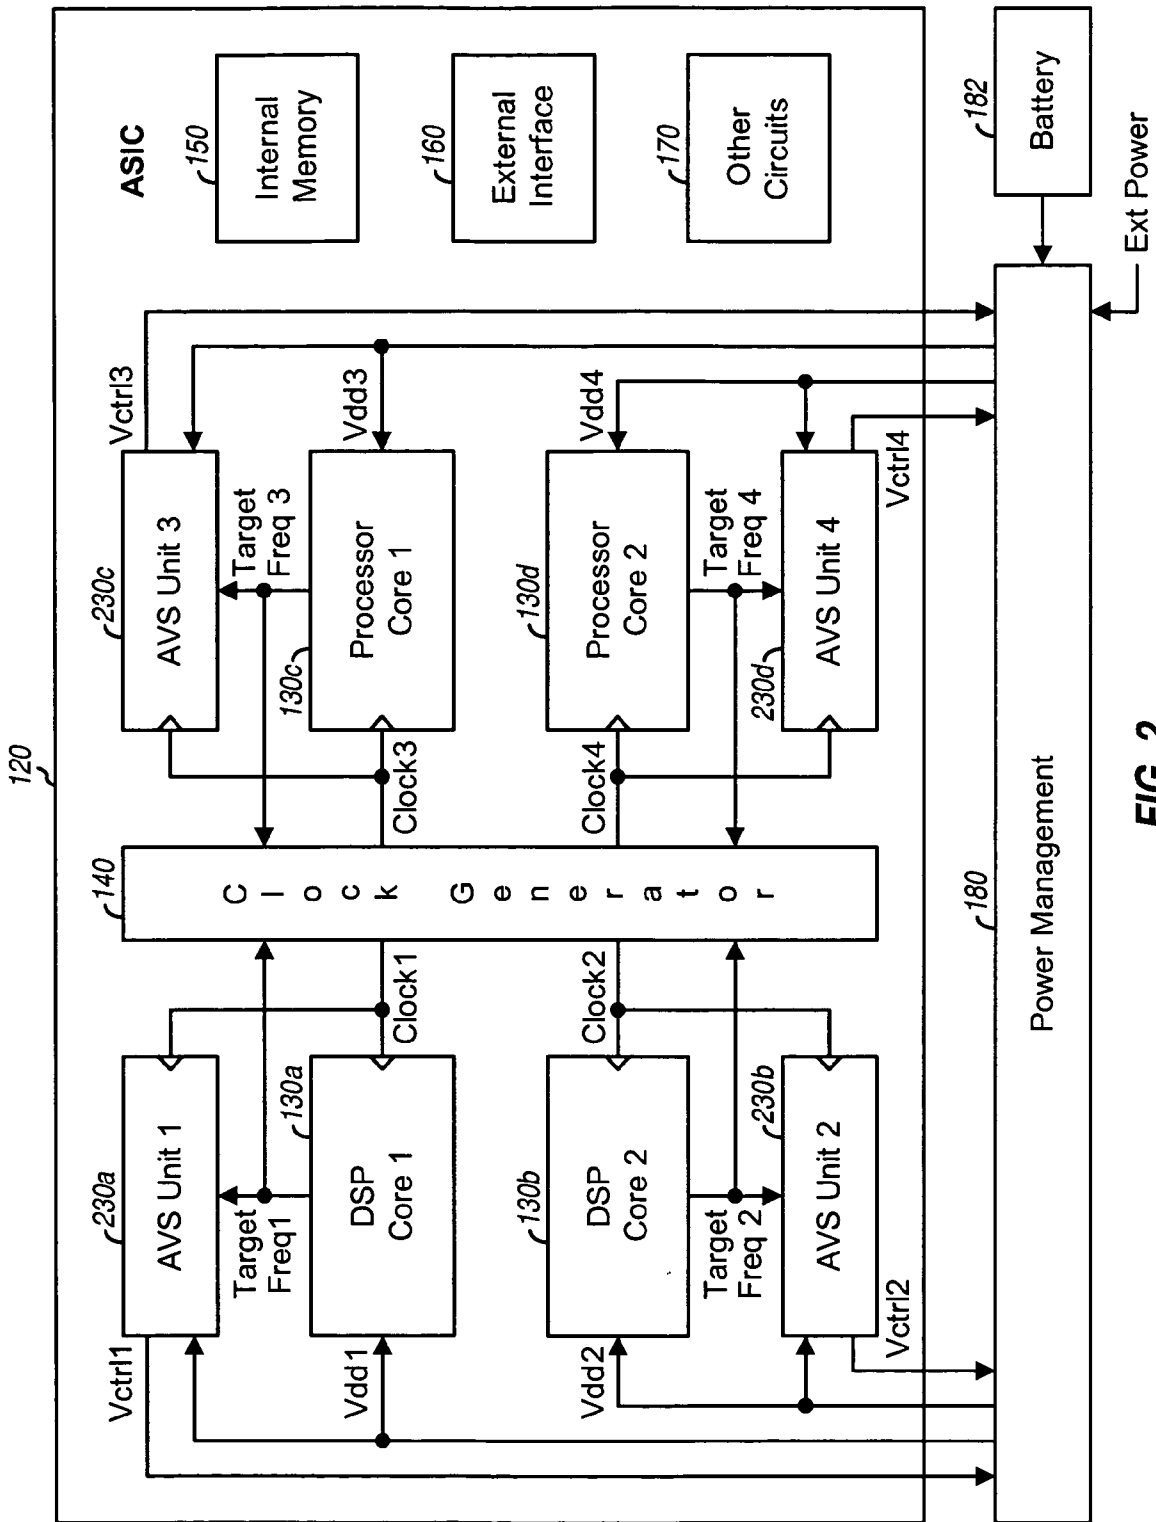 120
ASIC
230a
AVS Unit 1
Vctrl1
Target
Freq1
130a
DSP
Core 1
Vdd1
Clock1
130b
DSP
Core 2
Vdd2
Clock2
Target
Freq 2
230b
AVS Unit 2
Vctrl2
140
Clock Generator
230c
AVS Unit 3
Vctrl3
Target
Freq 3
130c
Processor
Core 1
Vdd3
Clock3
130d
Processor
Core 2
Vdd4
Clock4
Target
Freq 4
230d
AVS Unit 4
Vctrl4
150
Internal
Memory
160
External
Interface
170
Other
Circuits
180
Power Management
182
Battery
Ext Power
FIG. 2